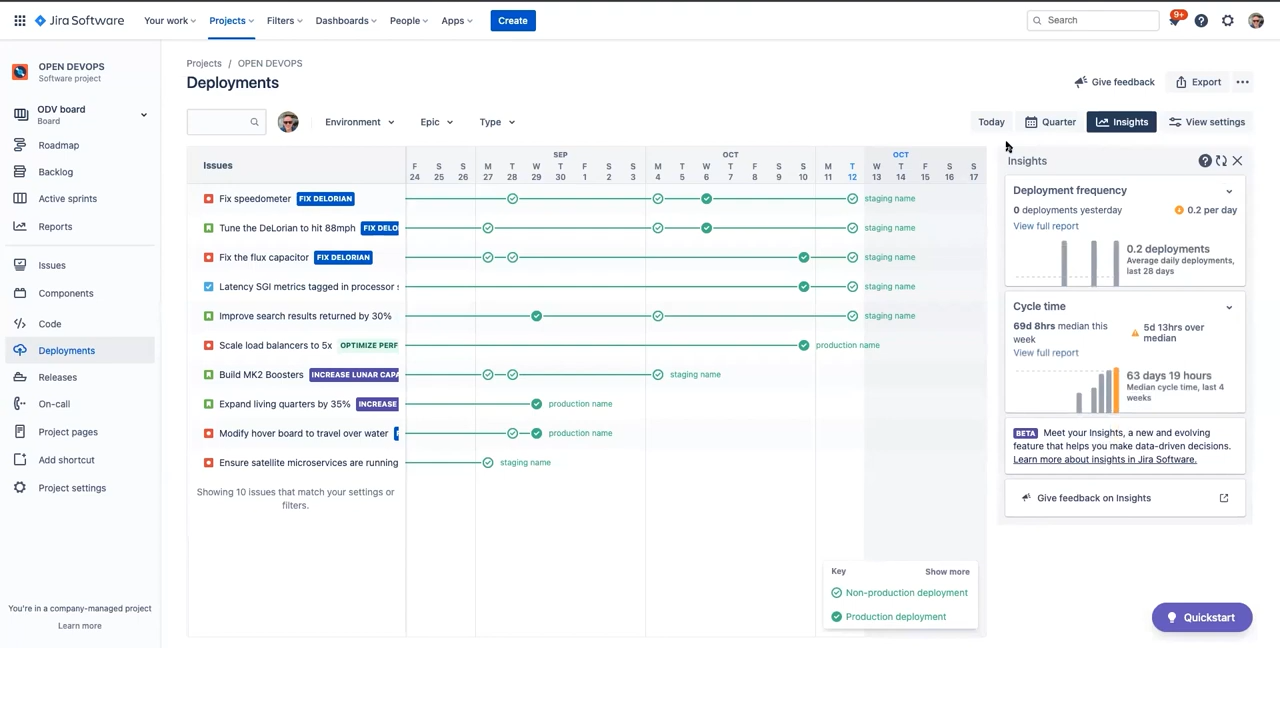 Jira Software
Your work
Projects
Filters
Dashboards
People
Apps
Create
Search
9+
OPEN DEVOPS
Software project
ODV board
Board
Roadmap
Backlog
Active sprints
Reports
Issues
Components
Code
Deployments
Releases
On-call
Project pages
Add shortcut
Project settings
You're in a company-managed project
Learn more
Projects / OPEN DEVOPS
Deployments
Give feedback
Export
Environment
Epic
Type
Today
Quarter
Insights
View settings
Issues
SEP OCT OCT
F S S M T W T F S S M T W T F S S M T W T F S S
24 25 26 27 28 29 30 1 2 3 4 5 6 7 8 9 10 11 12 13 14 15 16 17
Fix speedometer FIX DELORIAN staging name
Tune the DeLorian to hit 88mph FIX DELO staging name
Fix the flux capacitor FIX DELORIAN staging name
Latency SGI metrics tagged in processor s staging name
Improve search results returned by 30% staging name
Scale load balancers to 5x OPTIMIZE PERF production name
Build MK2 Boosters INCREASE LUNAR CAPA staging name
Expand living quarters by 35% INCREASE production name
Modify hover board to travel over water production name
Ensure satellite microservices are running staging name
Showing 10 issues that match your settings or
filters.
Key Show more
Non-production deployment
Production deployment
Insights
Deployment frequency
0 deployments yesterday 0.2 per day
View full report
0.2 deployments
Average daily deployments,
last 28 days
Cycle time
69d 8hrs median this
week
5d 13hrs over
median
View full report
63 days 19 hours
Median cycle time, last 4
weeks
BETA Meet your Insights, a new and evolving
feature that helps you make data-driven decisions.
Learn more about insights in Jira Software.
Give feedback on Insights
Quickstart